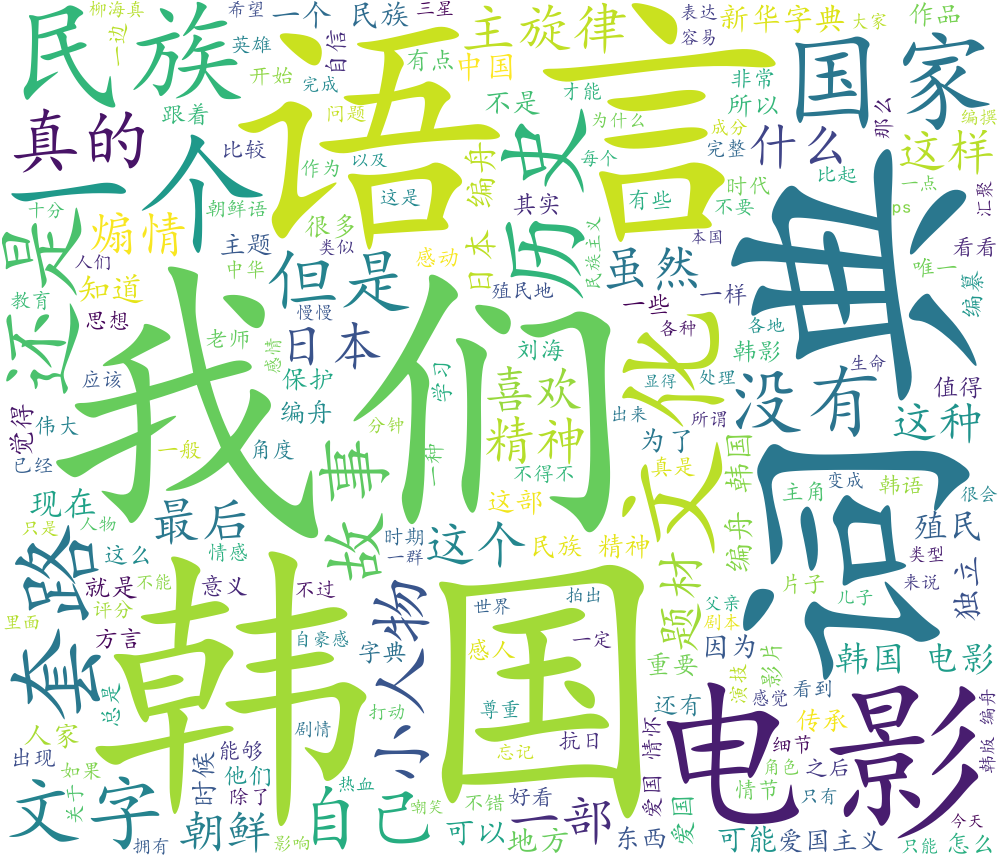 柳海真
希望
一个
民族
三星
表达
新华字典
大家
作品
民族
一边
英雄
自信
主旋律
容易
国家
语言
开始
完成
有点
中国
非常
那么
编撰
跟着
问题
不是
才能
所以
真的
一个
比较
作为
以及
编舟
历史
为什么
成分
完整
什么
这样
每个
比起
一点
汇聚
朝鲜语
这是
其实
有些
时代
不要
ps
十分
煽情
很多
主题
类似
本国
还是
人们
中华
但是
感动
日本
殖民地
民族主义
虽然
看看
唯一
词典
教育
知道
思想
慢慢
一些
一样
各种
各地
编纂
我们
老师
感情
日本
刘海
文化
韩影
生命
应该
保护
学习
喜欢
显得
处理
没有
值得
觉得
伟大
编舟
分钟
精神
出来
所谓
这种
已经
一般
角度
一种
不得不
为了
编舟 韩国
故事
真是
主角
变成
韩语
很会
现在
最后
这部
只是
人物
时期
一群
这个
民族 精神
题材
殖民
类型
套路
这么
情感
片子
来说
独立
就是
不能
意义
不过
小人物
世界
拍出
父亲
剧本
儿子
里面
评分
韩国
方言
自豪感
字典
感人
一定
重要
因为
影片
韩国 电影
总是
尊重
还有
演技
感觉
看到
电影
人家
剧情
打动
忘记
抗日
爱国 情怀
传承
韩版 编舟
出现
能够
细节
如果
时候
他们
热血
角色
之后
文字
关于
除了
自己
嘲笑
不错
好看
一部
爱国
情节
只有
今天
拥有
朝鲜
影响
可以
地方
东西
可能
爱国主义
只能
怎么